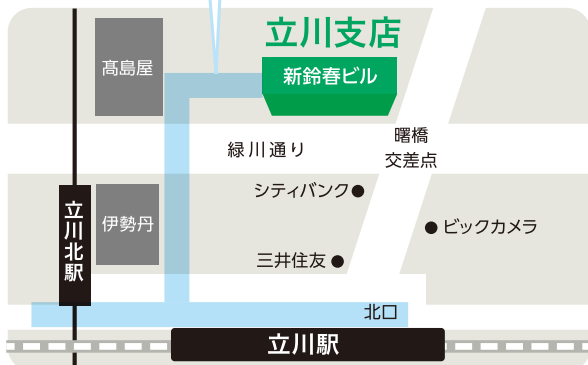 立川支店
髙島屋
新鈴春ビル
緑川通り
曙橋
交差点
シティバンク
立川北駅
伊勢丹
ビックカメラ
三井住友
北口
立川駅